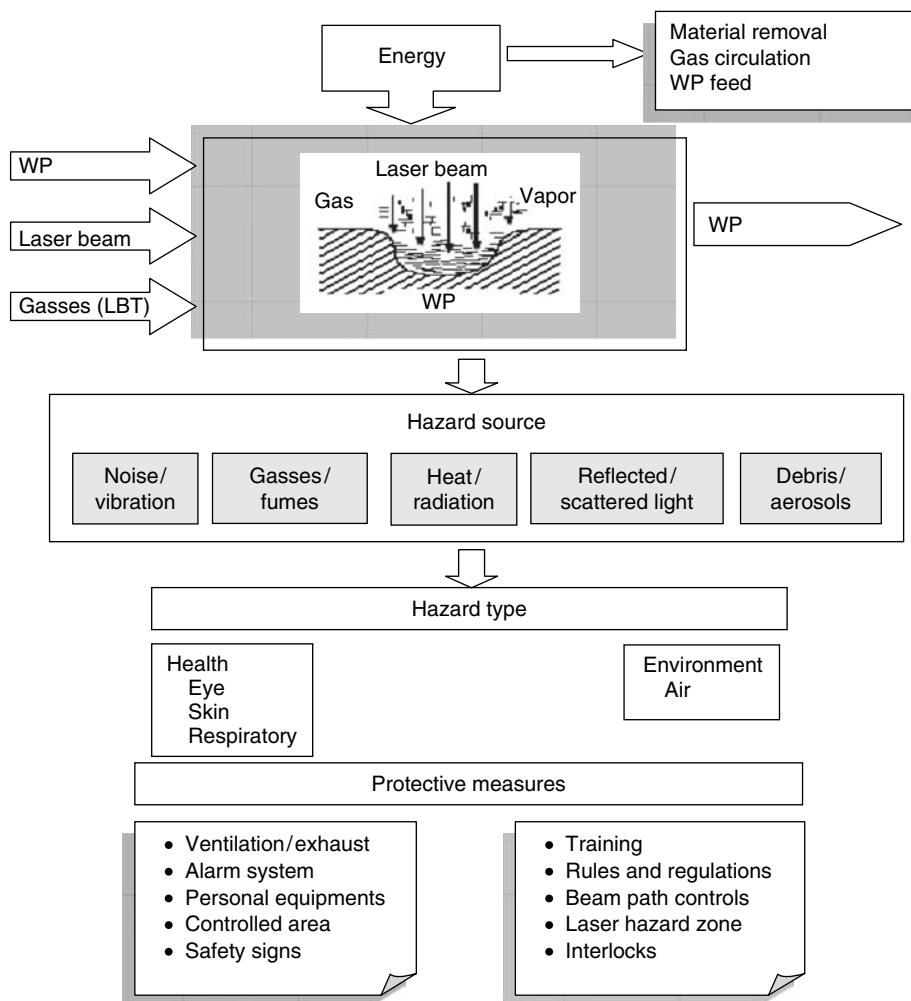 Energy
Material removal
Gas circulation
WP feed
WP
Laser beam
Gasses (LBT)
Laser beam
Gas
Vapor
WP
WP
Hazard source
Noise/
vibration
Gasses/
fumes
Heat/
radiation
Reflected/
scattered light
Debris/
aerosols
Hazard type
Health
Eye
Skin
Respiratory
Environment
Air
Protective measures
• Ventilation/exhaust
• Alarm system
• Personal equipments
• Controlled area
• Safety signs
• Training
• Rules and regulations
• Beam path controls
• Laser hazard zone
• Interlocks